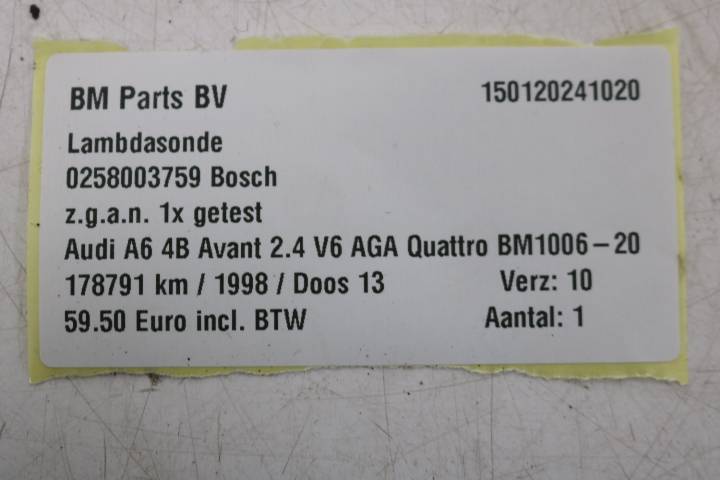 BM Parts BV 150120241020
Lambdasonde
0258003759 Bosch
z.g.a.n. 1x getest
Audi A6 4B Avant 2.4 V6 AGA Quattro BM1006-20
178791 km / 1998 / Doos 13 Verz: 10
59.50 Euro incl. BTW Aantal: 1